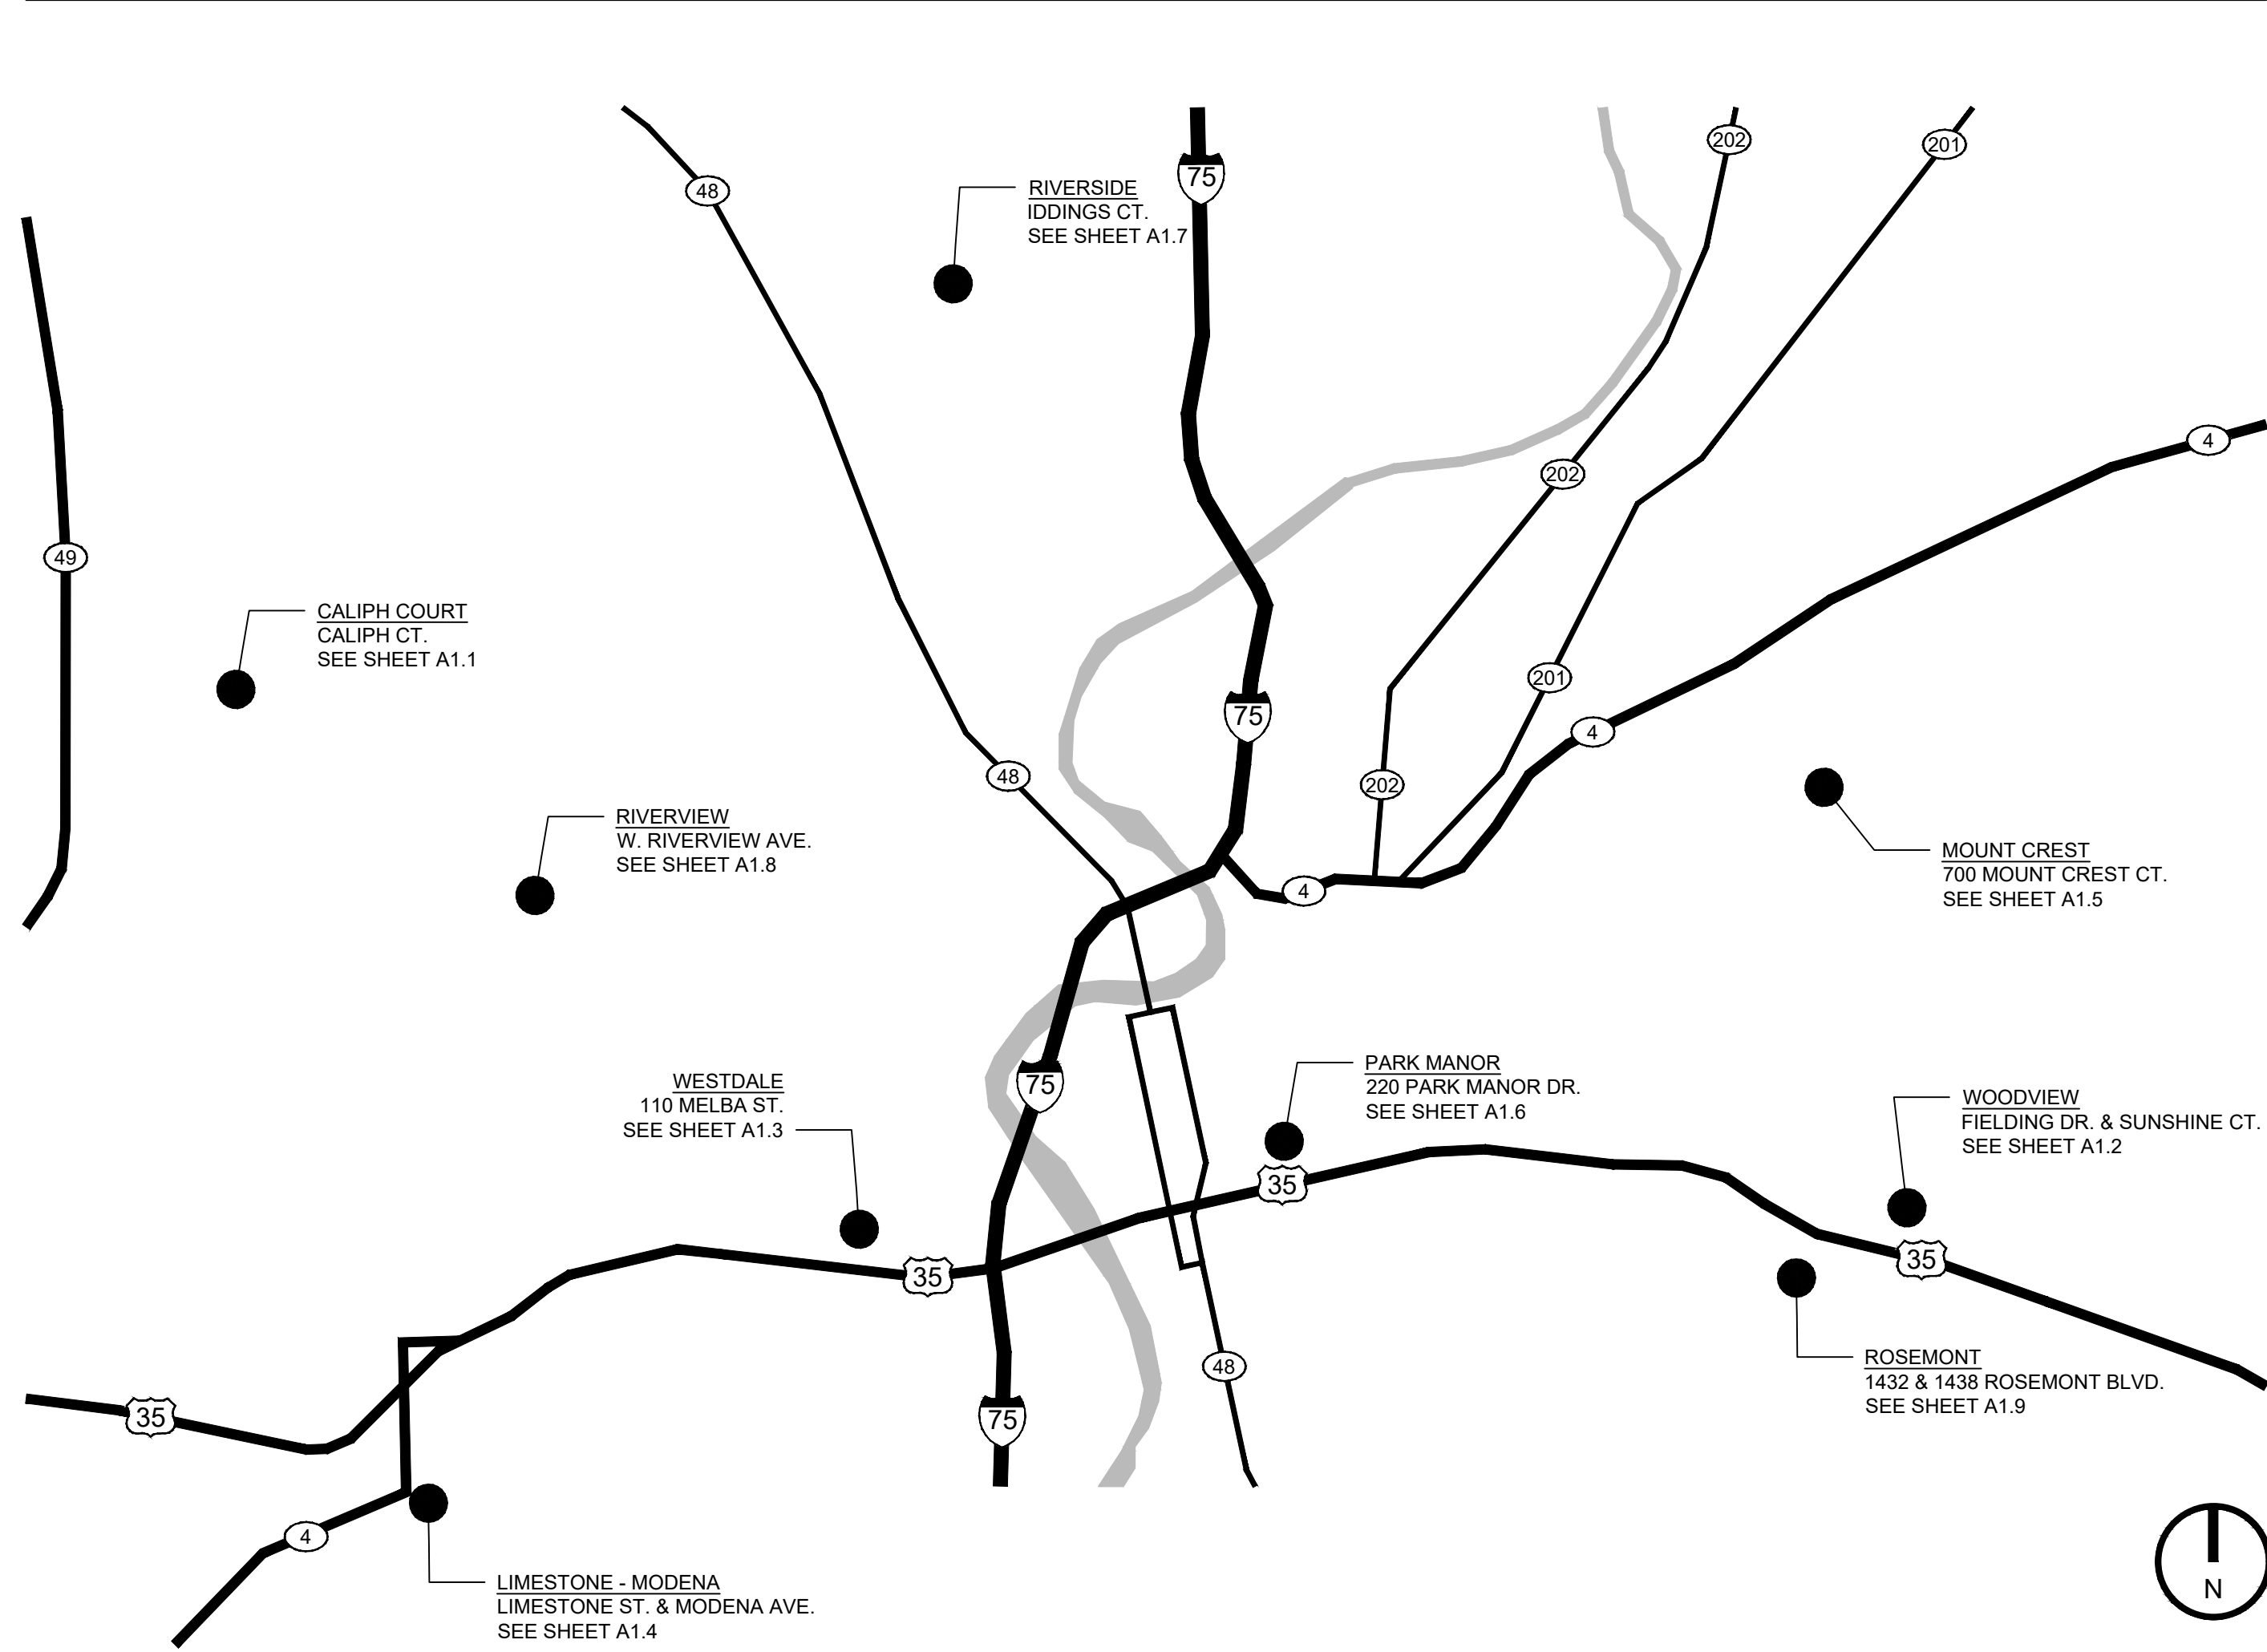 202
201
75
RIVERSIDE
IDDINGS CT.
SEE SHEET A1.7
48
4
202
49
CALIPH COURT
CALIPH CT.
SEE SHEET A1.1
201
75
4
48
202
RIVERVIEW
W. RIVERVIEW AVE.
SEE SHEET A1.8
MOUNT CREST
700 MOUNT CREST CT.
SEE SHEET A1.5
4
WESTDALE
110 MELBA ST.
SEE SHEET A1.3
75
PARK MANOR
220 PARK MANOR DR.
SEE SHEET A1.6
WOODVIEW
FIELDING DR. & SUNSHINE CT.
SEE SHEET A1.2
35
35
35
48
ROSEMONT
1432 & 1438 ROSEMONT BLVD.
SEE SHEET A1.9
35
75
4
LIMESTONE - MODENA
LIMESTONE ST. & MODENA AVE.
SEE SHEET A1.4
N